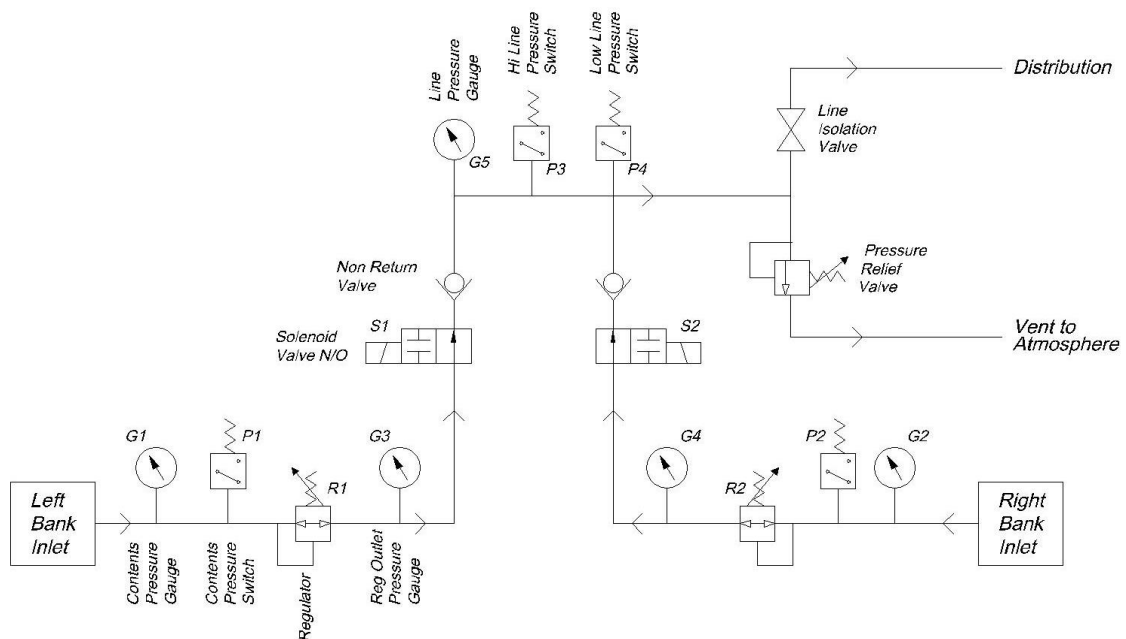 Line
Pressure
Gauge
G5
Hi Line
Pressure
Switch
P3
Low Line
Pressure
Switch
P4
Distribution
Line
Isolation
Valve
Pressure
Relief
Valve
Vent to
Atmosphere
Non Return
Valve
S1
Solenoid
Valve N/O
S2
G1
P1
R1
G3
G4
R2
P2
G2
Left
Bank
Inlet
Contents
Pressure
Gauge
Contents
Pressure
Switch
Regulator
Reg Outlet
Pressure
Gauge
Right
Bank
Inlet